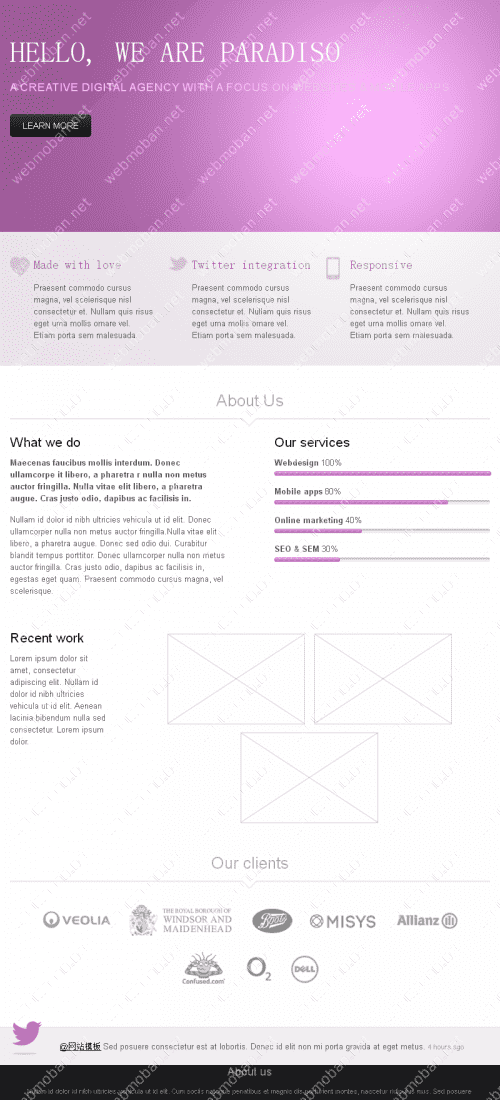 HELLO, WE ARE PARADISO
A CREATIVE DIGITAL AGENCY WITH A FOCUS ON
LEARN MORE
Made with love
Twitter integration
Responsive
Praesent commodo cursus
magna, vel scelerisque nisl
consectetur et. Nullam quis risus
eget urna mollis ornare vel.
Etiam porta sem malesuada.
Praesent commodo cursus
magna, vel scelerisque nisl
consectetur et. Nullam quis risus
eget urna mollis ornare vel.
Etiam porta sem malesuada.
Praesent commodo cursus
magna, vel scelerisque nisl
consectetur et. Nullam quis risus
eget urna mollis ornare vel.
Etiam porta sem malesuada.
About Us
What we do
Maecenas faucibus mollis interdum. Donec
ullamcorpe it libero, a pharetra r nulla non metus
auctor fringilla. Nulla vitae elit libero, a pharetra
augue. Cras justo odio, dapibus ac facilisis in.
Nullam id dolor id nibh ultricies vehicula ut id elit. Donec
ullamcorper nulla non metus auctor fringilla.Nulla vitae elit
libero, a pharetra augue. Donec sed odio dui. Curabitur
blandit tempus porttitor. Donec ullamcorper nulla non metus
auctor fringilla. Cras justo odio, dapibus ac facilisis in,
egestas eget quam. Praesent commodo cursus magna, vel
scelerisque.
Our services
Webdesign 100%
Mobile apps 80%
Online marketing 40%
SEO & SEM 30%
Recent work
Lorem ipsum dolor sit
amet, consectetur
adipiscing elit. Nullam id
dolor id nibh ultricies
vehicula ut id elit. Aenean
lacinia bibendum nulla sed
consectetur. Lorem ipsum
dolor.
Our clients
VEOLIA
THE ROYAL BOROUGH OF
WINDSOR AND
MAIDENHEAD
Boots
MISYS
Allianz
Confused.com
O2
DELL
@网站模板 Sed posuere consectetur est at lobortis. Donec id elit non mi porta gravida at eget metus. 4 hours ago
About us
Nullam id dolor id nibh ultricies vehicula ut id elit. Cum sociis natoque penatibus et magnis dis parturient montes, nascetur ridiculus mus. Sed posuere
webmoban.net